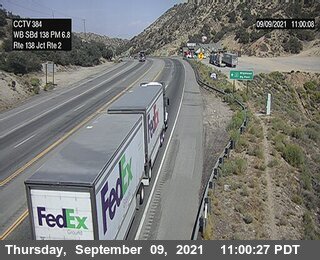 CCTV 384
WB SBd 138 PM 6.8
Rte 138 Jct Rte 2
09/09/2021 11:00:08
FedEx
FedEx
Ground
Thursday, September 09, 2021 11:00:27 PDT